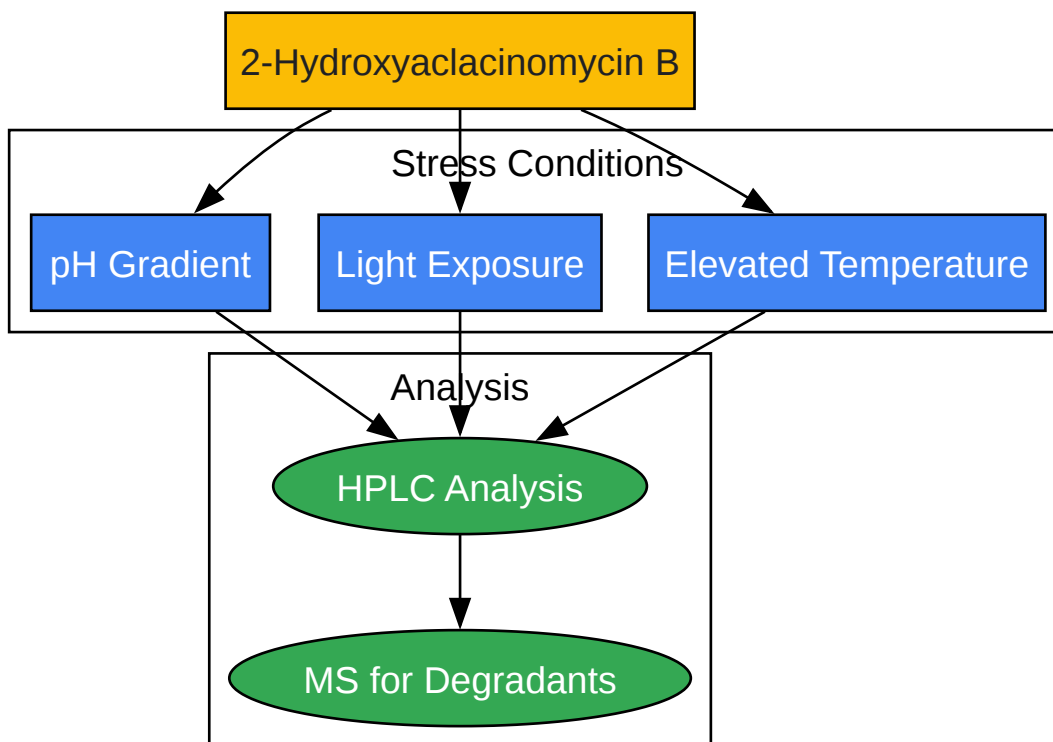 2-Hydroxyaclacinomycin B
Stress Conditions
pH Gradient
Light Exposure
Elevated Temperature
Analysis
HPLC Analysis
MS for Degradants